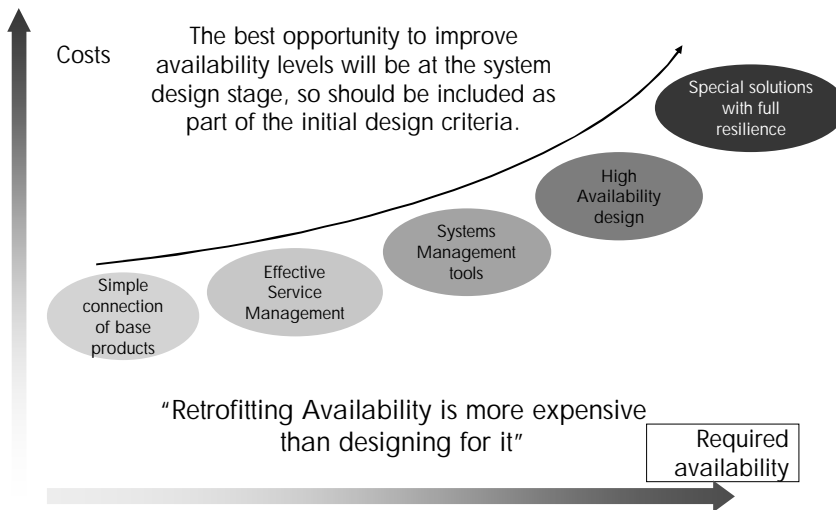 Costs
The best opportunity to improve
availability levels will be at the system
design stage, so should be included as
part of the initial design criteria.
Special solutions
with full
resilience
High
Availability
design
Systems
Management
tools
Effective
Service
Management
Simple
connection
of base
products
“Retrofitting Availability is more expensive
than designing for it”
Required
availability